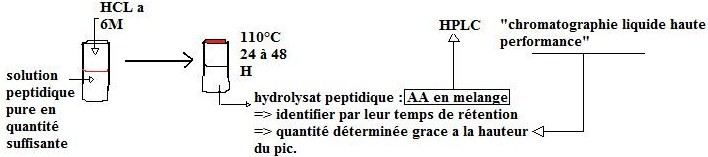 HCL a
6M
solution
peptidique
pure en
quantité
suffisante
110°C
24 à 48
H
HPLC
"chromatographie liquide haute
performance"
hydrolysat peptidique : AA en melange
=> identifier par leur temps de rétention
=> quantité déterminée grace a la hauteur
du pic.